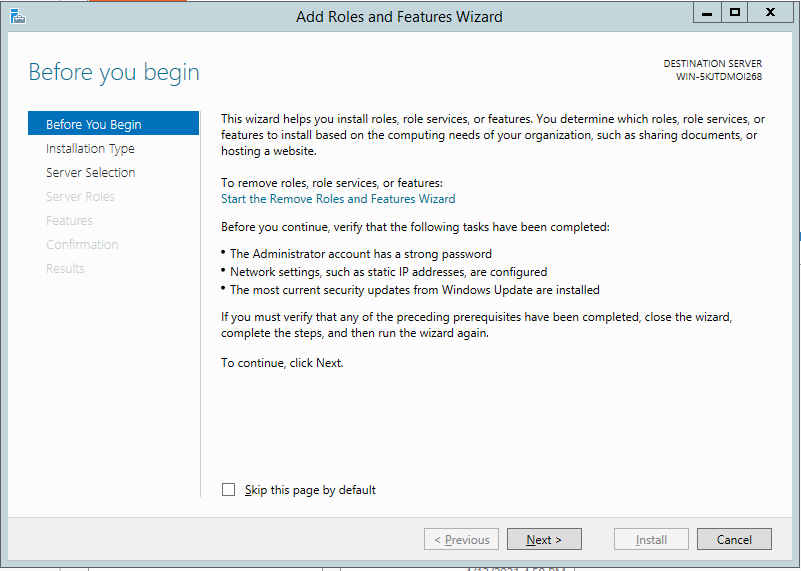 Add Roles and Features Wizard
Before you begin
DESTINATION SERVER
WIN-5KJTDMOI268
Before You Begin
Installation Type
Server Selection
Server Roles
Features
Confirmation
Results
This wizard helps you install roles, role services, or features. You determine which roles, role services, or
features to install based on the computing needs of your organization, such as sharing documents, or
hosting a website.
To remove roles, role services, or features:
Start the Remove Roles and Features Wizard
Before you continue, verify that the following tasks have been completed:
• The Administrator account has a strong password
• Network settings, such as static IP addresses, are configured
• The most current security updates from Windows Update are installed
If you must verify that any of the preceding prerequisites have been completed, close the wizard,
complete the steps, and then run the wizard again.
To continue, click Next.
Skip this page by default
< Previous
Next >
Install
Cancel